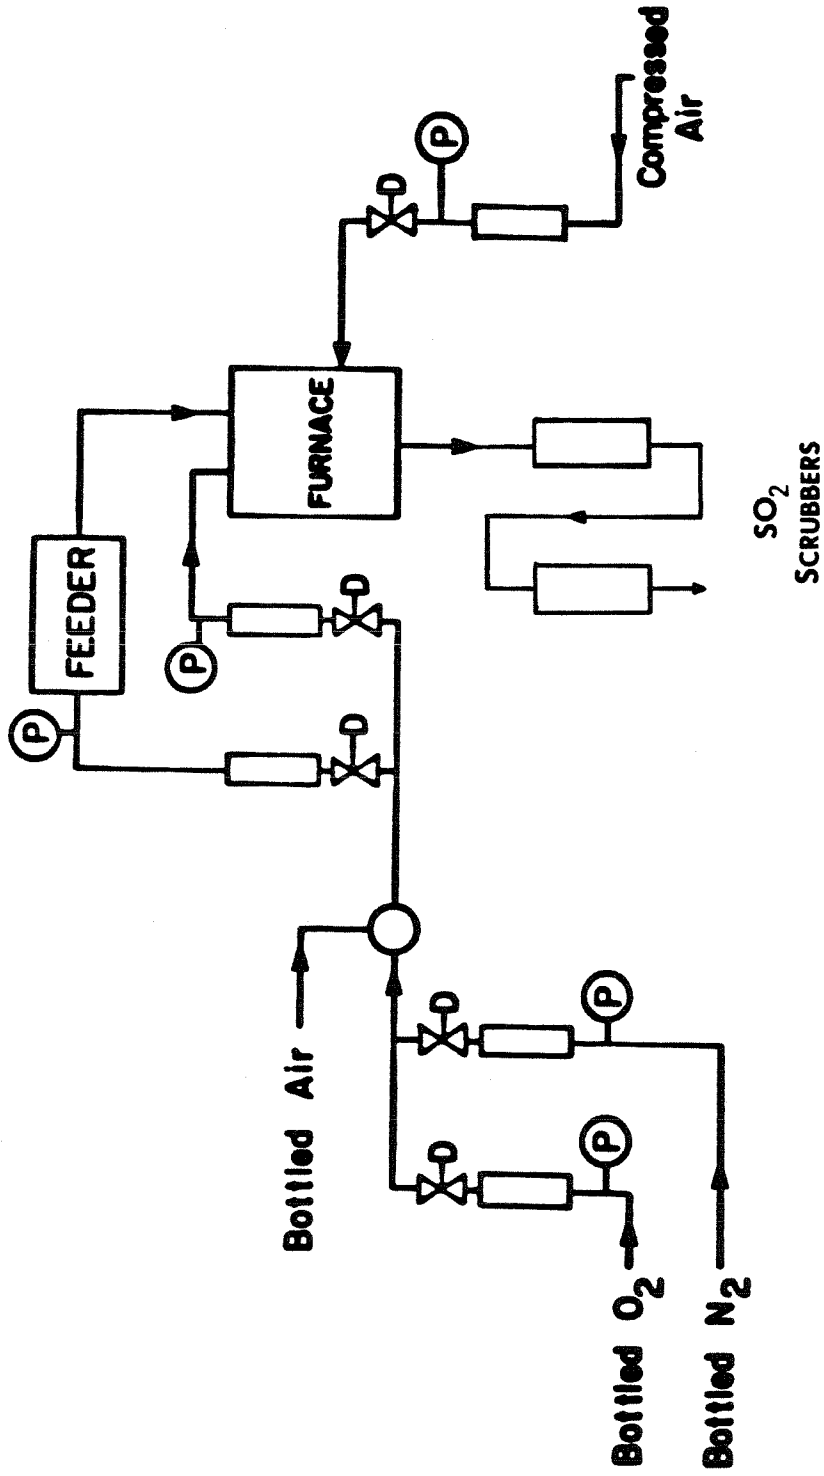 P
FEEDER
P
Bottled Air
FURNACE
D
D
D
P
D
D
P
P
Bottled O₂
Compressed
Air
Bottled N₂
SO₂
SCRUBBERS